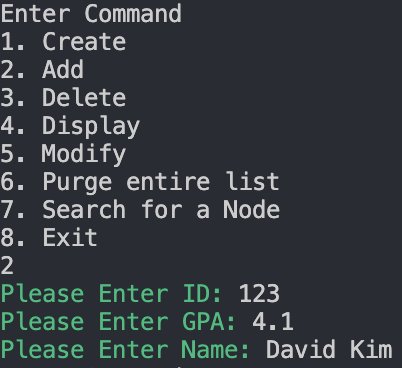 Enter Command
1. Create
2. Add
3. Delete
4. Display
5. Modify
6. Purge entire list
7. Search for a Node
8. Exit
2
Please Enter ID: 123
Please Enter GPA: 4.1
Please Enter Name: David Kim